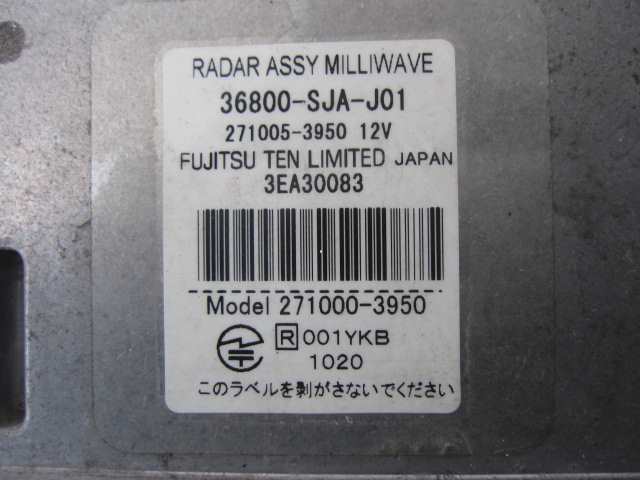 RADAR ASSY MILLIWAVE
36800-SJA-J01
271005-3950 12V
FUJITSU TEN LIMITED JAPAN
3EA30083
Model 271000-3950
R 001YKB
1020
このラベルを剥がさないでください